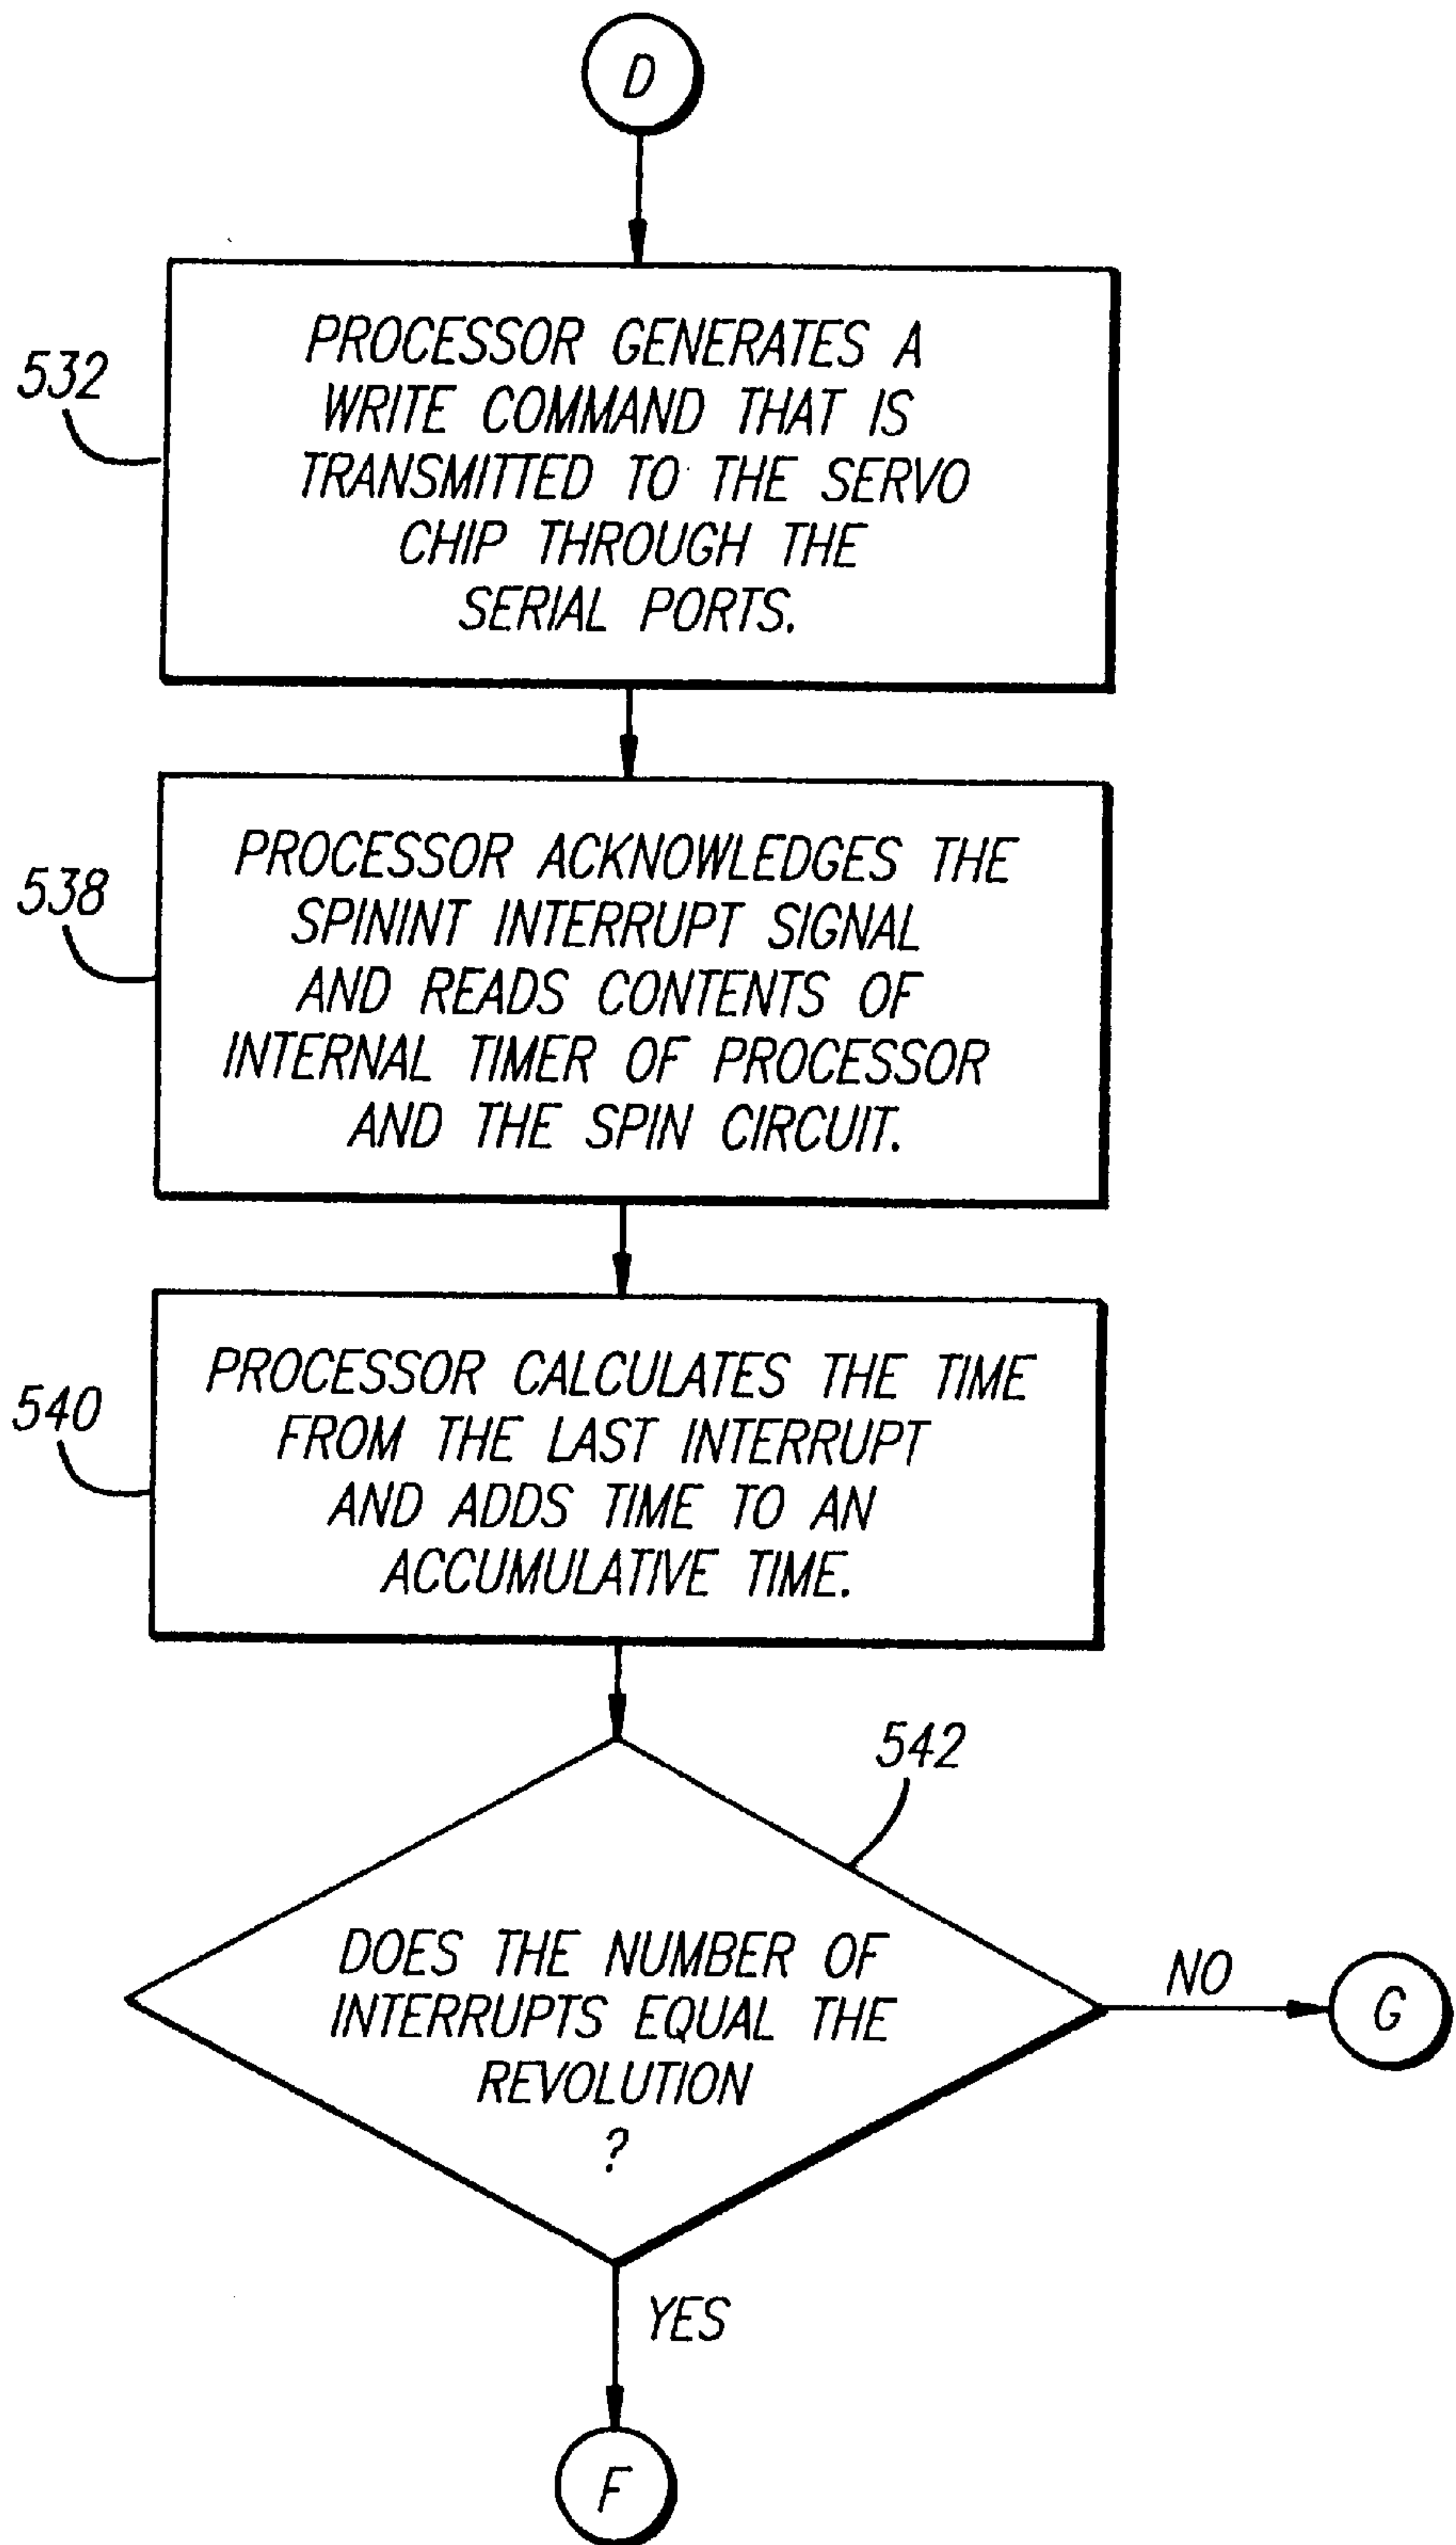 D
532
PROCESSOR GENERATES A
WRITE COMMAND THAT IS
TRANSMITTED TO THE SERVO
CHIP THROUGH THE
SERIAL PORTS.
538
PROCESSOR ACKNOWLEDGES THE
SPININT INTERRUPT SIGNAL
AND READS CONTENTS OF
INTERNAL TIMER OF PROCESSOR
AND THE SPIN CIRCUIT.
540
PROCESSOR CALCULATES THE TIME
FROM THE LAST INTERRUPT
AND ADDS TIME TO AN
ACCUMULATIVE TIME.
542
DOES THE NUMBER OF
INTERRUPTS EQUAL THE
REVOLUTION
?
NO
G
YES
F